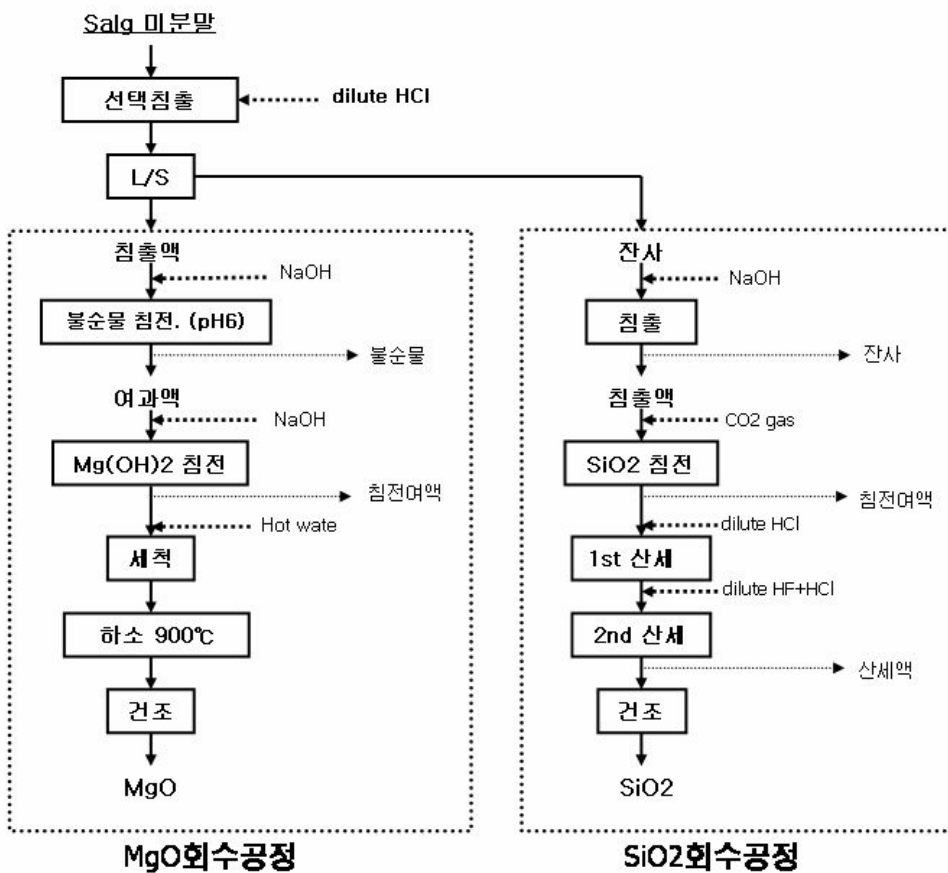 Salg 미분말
선택침출
dilute HCl
L/S
침출액
NaOH
불순물 침전. (pH6)
불순물
여과액
NaOH
Mg(OH)2 침전
침전여액
Hot wate
세척
하소 900℃
건조
MgO
MgO회수공정
잔사
NaOH
침출
잔사
침출액
CO2 gas
SiO2 침전
침전여액
dilute HCl
1st 산세
dilute HF+HCl
2nd 산세
산세액
건조
SiO2
SiO2회수공정